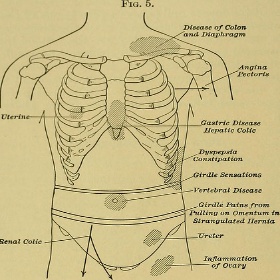 FIG. 5.
Disease of Colon
and Diaphragm
Angina
Pectoris
Uterine
Gastric Disease
Hepatic Colic
Dyspepsia
Constipation
Girdle Sensations
Vertebral Disease
Girdle Pains from
Pulling on Omentum in
Strangulated Hernia
Renal Colic
Ureter
Inflammation
of Ovary